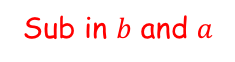 Sub in b and a